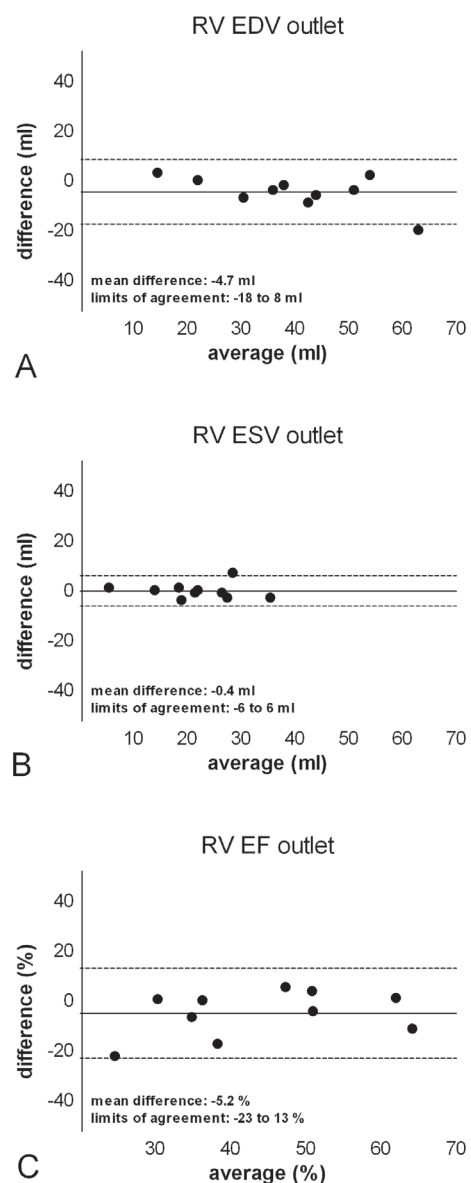 RV EDV outlet
40
20
0
-20
-40
difference (ml)
mean difference: -4.7 ml
limits of agreement: -18 to 8 ml
10 20 30 40 50 60 70
average (ml)
A
RV ESV outlet
40
20
0
-20
-40
difference (ml)
mean difference: -0.4 ml
limits of agreement: -6 to 6 ml
10 20 30 40 50 60 70
average (ml)
B
RV EF outlet
40
20
0
-20
-40
difference (%)
mean difference: -5.2 %
limits of agreement: -23 to 13 %
30 40 50 60 70
average (%)
C